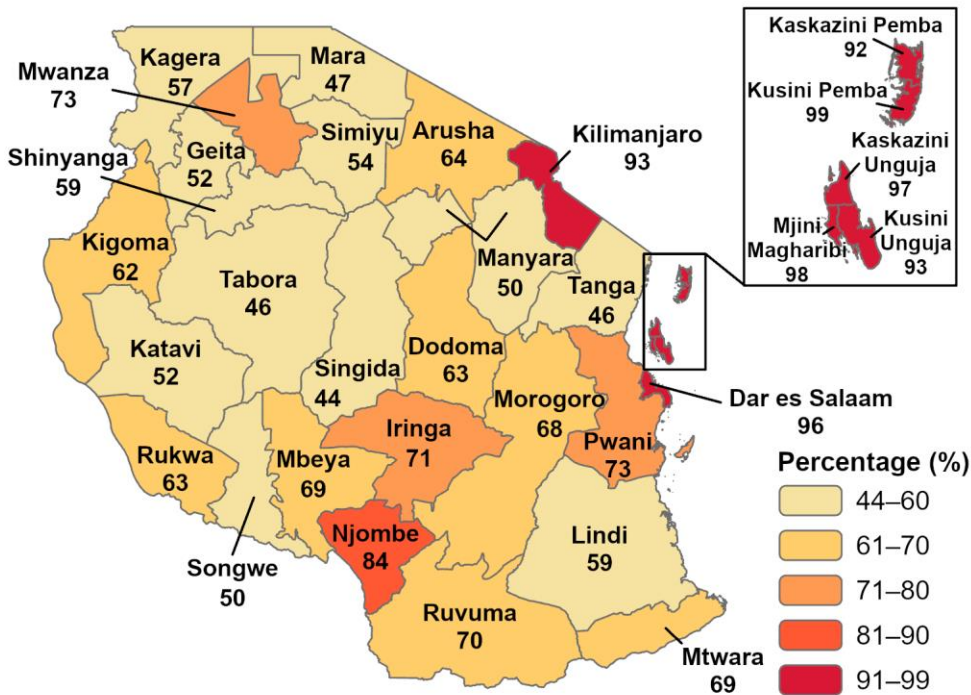 Kagera
57
Mara
47
Mwanza
73
Simiyu
54
Arusha
64
Kilimanjaro
93
Shinyanga
59
Geita
52
Kigoma
62
Tabora
46
Manyara
50
Tanga
46
Katavi
52
Singida
44
Dodoma
63
Morogoro
68
Dar es Salaam
96
Rukwa
63
Mbeya
69
Iringa
71
Pwani
73
Songwe
50
Njombe
84
Lindi
59
Ruvuma
70
Mtwara
69
Kaskazini Pemba
92
Kusini Pemba
99
Kaskazini
Unguja
97
Mjini
Magharibi
98
Kusini
Unguja
93
Percentage (%)
44–60
61–70
71–80
81–90
91–99